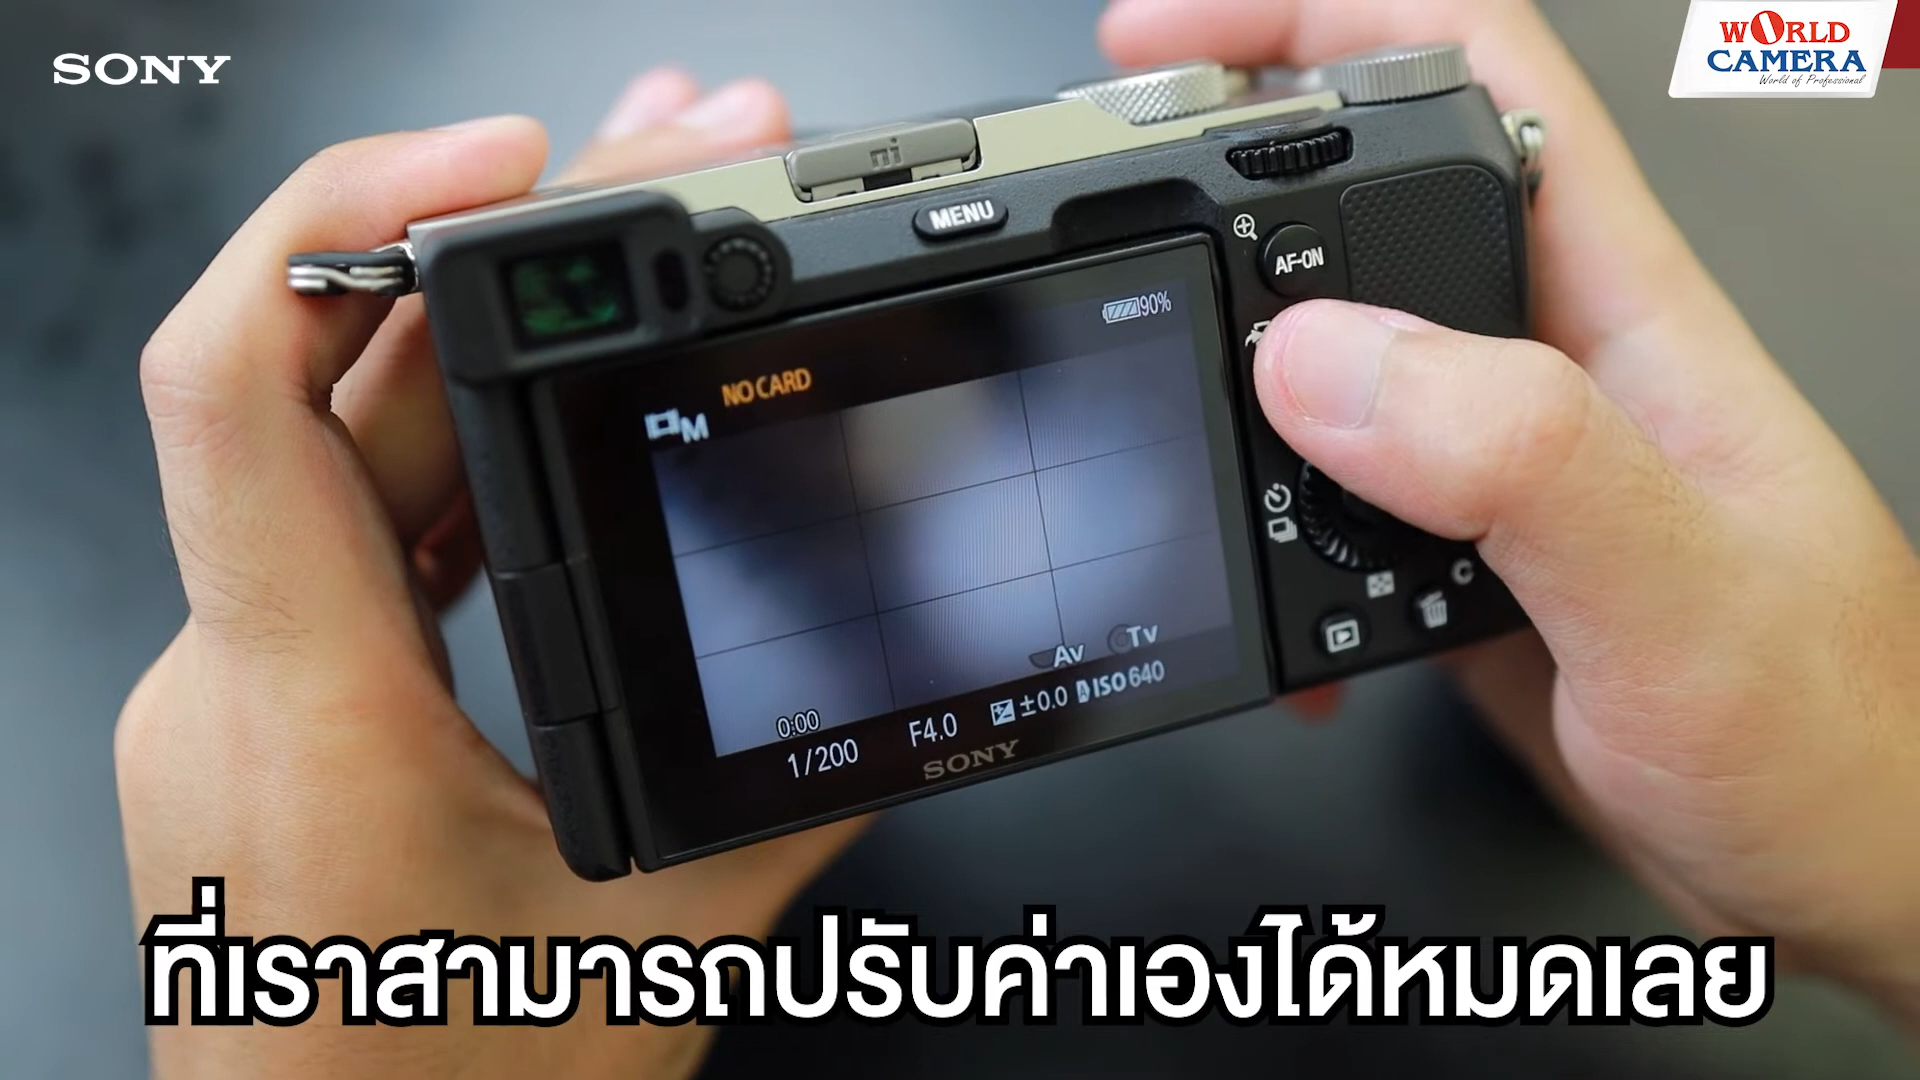 SONY
WORLD
CAMERA
World of Professional
mi
MENU
AF-ON
90%
NO CARD
M
Av
Tv
0:00
1/200
F4.0
±0.0
A ISO 640
SONY
C
ที่เราสามารถปรับค่าเองได้หมดเลย